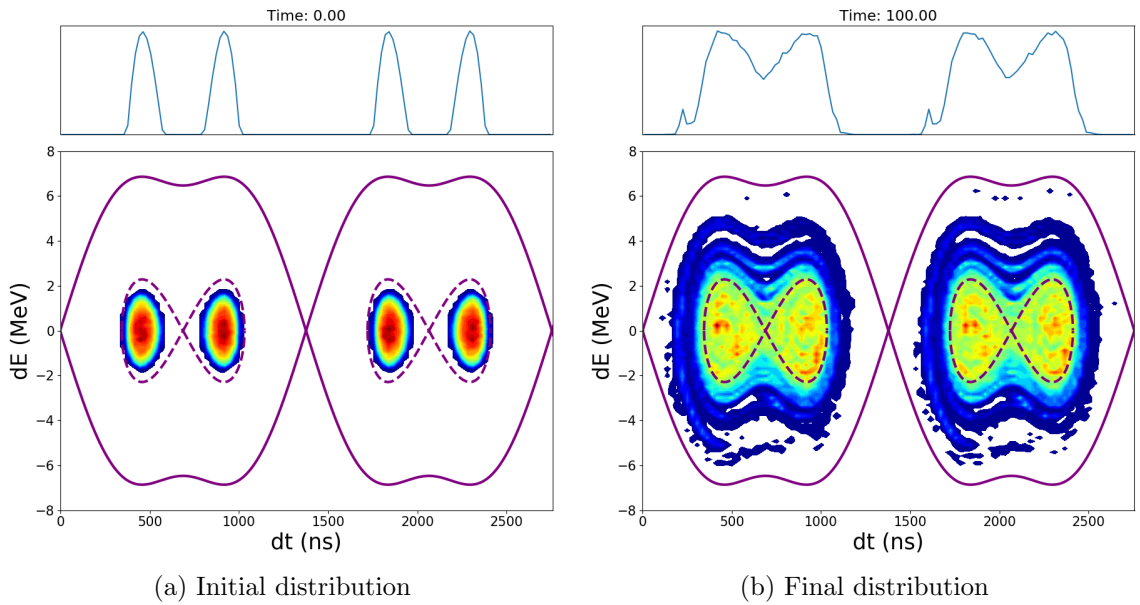 Time: 0.00
8
6
4
2
0
−2
−4
−6
−8
dE (MeV)
0 500 1000 1500 2000 2500
dt (ns)
(a) Initial distribution
Time: 100.00
8
6
4
2
0
−2
−4
−6
−8
dE (MeV)
0 500 1000 1500 2000 2500
dt (ns)
(b) Final distribution